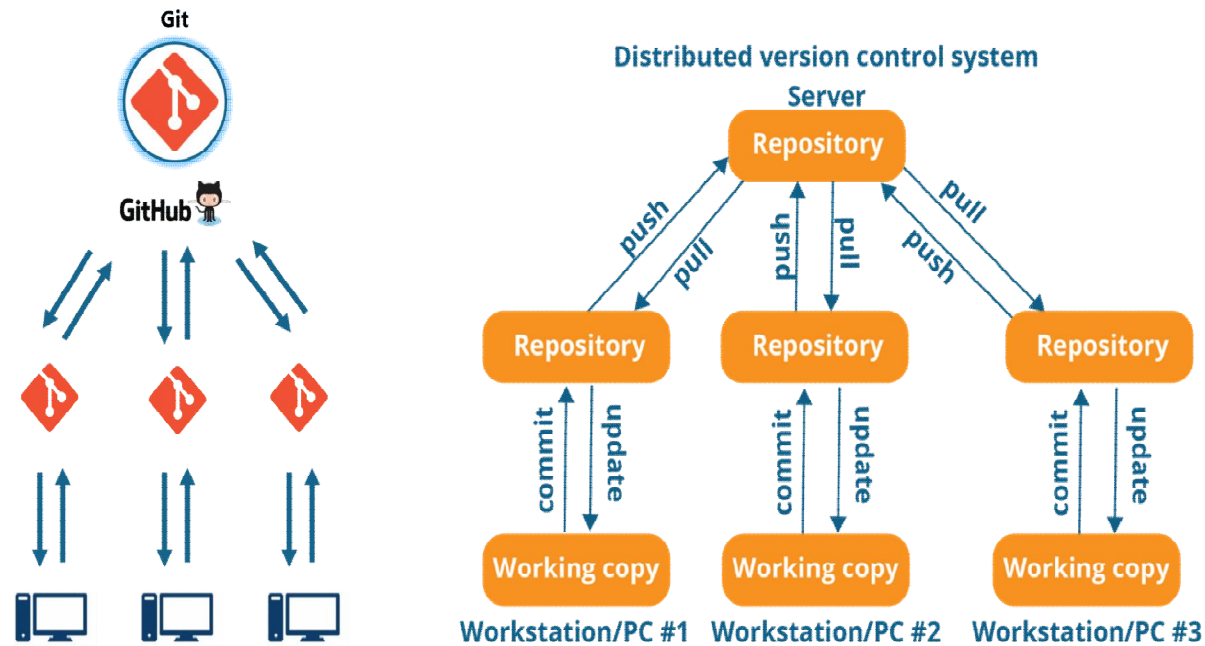 Git
GitHub
Distributed version control system
Server
Repository
push
pull
push
pull
pull
push
Repository
Repository
Repository
commit
update
commit
update
commit
update
Working copy
Working copy
Working copy
Workstation/PC #1
Workstation/PC #2
Workstation/PC #3